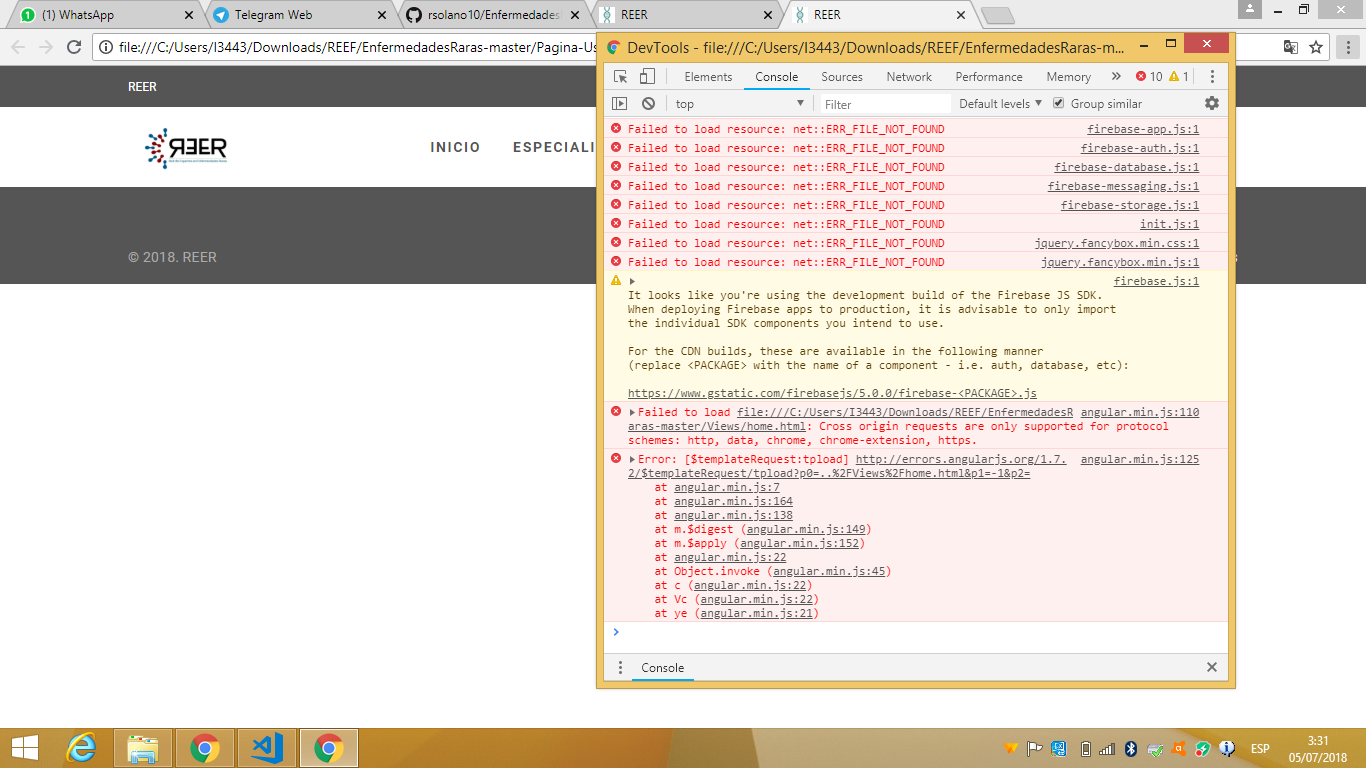 (1) WhatsApp
Telegram Web
rsolano10/Enfermedades
REER
REER
file:///C:/Users/I3443/Downloads/REEF/EnfermedadesRaras-master/Pagina-Us
REER
REER
INICIO
ESPECIALI
© 2018. REER
DevTools - file:///C:/Users/I3443/Downloads/REEF/EnfermedadesRaras-m...
Elements Console Sources Network Performance Memory » 10 1
top Filter Default levels Group similar
Failed to load resource: net::ERR_FILE_NOT_FOUND firebase-app.js:1
Failed to load resource: net::ERR_FILE_NOT_FOUND firebase-auth.js:1
Failed to load resource: net::ERR_FILE_NOT_FOUND firebase-database.js:1
Failed to load resource: net::ERR_FILE_NOT_FOUND firebase-messaging.js:1
Failed to load resource: net::ERR_FILE_NOT_FOUND firebase-storage.js:1
Failed to load resource: net::ERR_FILE_NOT_FOUND init.js:1
Failed to load resource: net::ERR_FILE_NOT_FOUND jquery.fancybox.min.css:1
Failed to load resource: net::ERR_FILE_NOT_FOUND jquery.fancybox.min.js:1
firebase.js:1
It looks like you're using the development build of the Firebase JS SDK.
When deploying Firebase apps to production, it is advisable to only import
the individual SDK components you intend to use.
For the CDN builds, these are available in the following manner
(replace <PACKAGE> with the name of a component - i.e. auth, database, etc):
https://www.gstatic.com/firebasejs/5.0.0/firebase-<PACKAGE>.js
Failed to load file:///C:/Users/I3443/Downloads/REEF/EnfermedadesR angular.min.js:110
aras-master/Views/home.html: Cross origin requests are only supported for protocol
schemes: http, data, chrome, chrome-extension, https.
Error: [$templateRequest:tpload] http://errors.angularjs.org/1.7. angular.min.js:125
2/$templateRequest/tpload?p0=..%2FViews%2Fhome.html&p1=-1&p2=
at angular.min.js:7
at angular.min.js:164
at angular.min.js:138
at m.$digest (angular.min.js:149)
at m.$apply (angular.min.js:152)
at angular.min.js:22
at Object.invoke (angular.min.js:45)
at c (angular.min.js:22)
at Vc (angular.min.js:22)
at ye (angular.min.js:21)
Console
ESP
3:31
05/07/2018